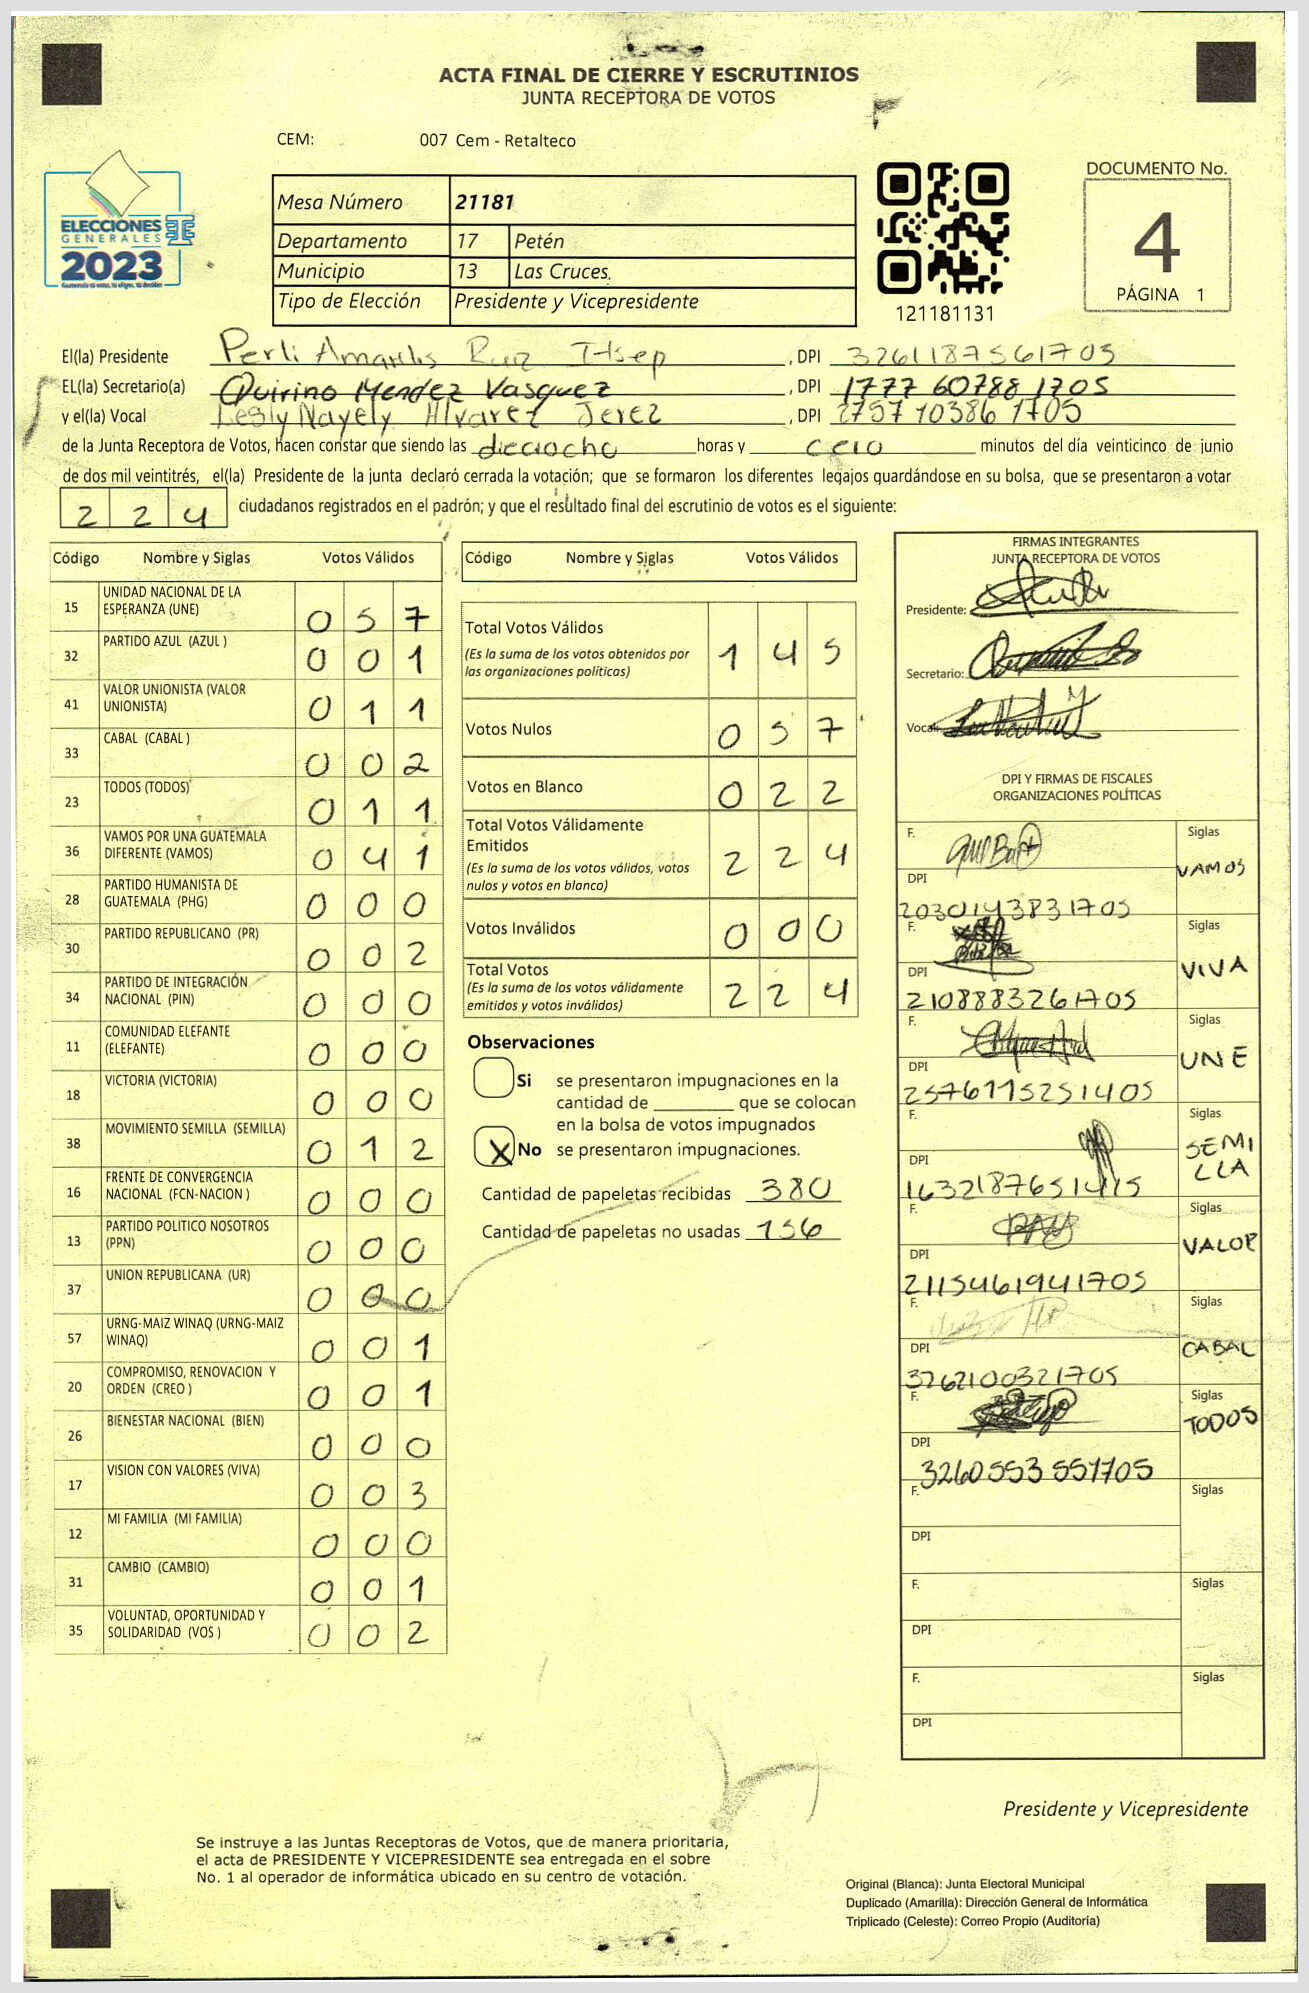 ACTA FINAL DE CIERRE Y ESCRUTINIOS
JUNTA RECEPTORA DE VOTOS
CEM: 007 Cem - Retalteco
ELECCIONES
GENERALES
2023
Guatemala tú votas, tú eliges, tú decides
Mesa Número 21181
Departamento 17 Petén
Municipio 13 Las Cruces
Tipo de Elección Presidente y Vicepresidente
121181131
DOCUMENTO No.
4
PÁGINA 1
El(la) Presidente Perli Amarilis Ruiz , DPI 3261187561705
EL(la) Secretario(a) Quirino Mendez Vasquez , DPI 1777 60788 1705
y el(la) Vocal Lesly Nayely Alvarez Jerez , DPI 2757 10386 1705
de la Junta Receptora de Votos, hacen constar que siendo las dieciocho horas y cero minutos del día veinticinco de junio
de dos mil veintitrés, el(la) Presidente de la junta declaró cerrada la votación; que se formaron los diferentes legajos guardándose en su bolsa, que se presentaron a votar
2 2 4 ciudadanos registrados en el padrón; y que el resultado final del escrutinio de votos es el siguiente:
Código Nombre y Siglas Votos Válidos
15 UNIDAD NACIONAL DE LA
ESPERANZA (UNE) 0 5 7
32 PARTIDO AZUL (AZUL ) 0 0 1
41 VALOR UNIONISTA (VALOR
UNIONISTA) 0 1 1
33 CABAL (CABAL ) 0 0 2
23 TODOS (TODOS) 0 1 1
36 VAMOS POR UNA GUATEMALA
DIFERENTE (VAMOS) 0 4 1
28 PARTIDO HUMANISTA DE
GUATEMALA (PHG) 0 0 0
30 PARTIDO REPUBLICANO (PR) 0 0 2
34 PARTIDO DE INTEGRACIÓN
NACIONAL (PIN) 0 0 0
11 COMUNIDAD ELEFANTE
(ELEFANTE) 0 0 0
18 VICTORIA (VICTORIA) 0 0 0
38 MOVIMIENTO SEMILLA (SEMILLA) 0 1 2
16 FRENTE DE CONVERGENCIA
NACIONAL (FCN-NACION ) 0 0 0
13 PARTIDO POLITICO NOSOTROS
(PPN) 0 0 0
37 UNION REPUBLICANA (UR) 0 0 0
57 URNG-MAIZ WINAQ (URNG-MAIZ
WINAQ) 0 0 1
20 COMPROMISO, RENOVACION Y
ORDEN (CREO ) 0 0 1
26 BIENESTAR NACIONAL (BIEN) 0 0 0
17 VISION CON VALORES (VIVA) 0 0 3
12 MI FAMILIA (MI FAMILIA) 0 0 0
31 CAMBIO (CAMBIO) 0 0 1
35 VOLUNTAD, OPORTUNIDAD Y
SOLIDARIDAD (VOS ) 0 0 2
Código Nombre y Siglas Votos Válidos
Total Votos Válidos
(Es la suma de los votos obtenidos por
las organizaciones políticas) 1 4 5
Votos Nulos 0 5 7
Votos en Blanco 0 2 2
Total Votos Válidamente
Emitidos
(Es la suma de los votos válidos, votos
nulos y votos en blanco) 2 2 4
Votos Inválidos 0 0 0
Total Votos
(Es la suma de los votos válidamente
emitidos y votos inválidos) 2 2 4
Observaciones
Si se presentaron impugnaciones en la
cantidad de ________ que se colocan
en la bolsa de votos impugnados
X No se presentaron impugnaciones.
Cantidad de papeletas recibidas 380
Cantidad de papeletas no usadas 156
FIRMAS INTEGRANTES
JUNTA RECEPTORA DE VOTOS
Presidente:
Secretario:
Vocal:
DPI Y FIRMAS DE FISCALES
ORGANIZACIONES POLÍTICAS
F. Siglas
VAMOS
DPI
2030143831705
F. Siglas
VIVA
DPI
2108883261705
F. Siglas
UNE
DPI
2576115251405
F. Siglas
SEMI
LLA
DPI
F. Siglas
VALOR
DPI
2115461941705
F. Siglas
CABAL
DPI
3262100321705
F. Siglas
TODOS
DPI
3260553 551705
F. Siglas
DPI
F. Siglas
DPI
F. Siglas
DPI
Presidente y Vicepresidente
Se instruye a las Juntas Receptoras de Votos, que de manera prioritaria,
el acta de PRESIDENTE Y VICEPRESIDENTE sea entregada en el sobre
No. 1 al operador de informática ubicado en su centro de votación.
Original (Blanca): Junta Electoral Municipal
Duplicado (Amarilla): Dirección General de Informática
Triplicado (Celeste): Correo Propio (Auditoría)